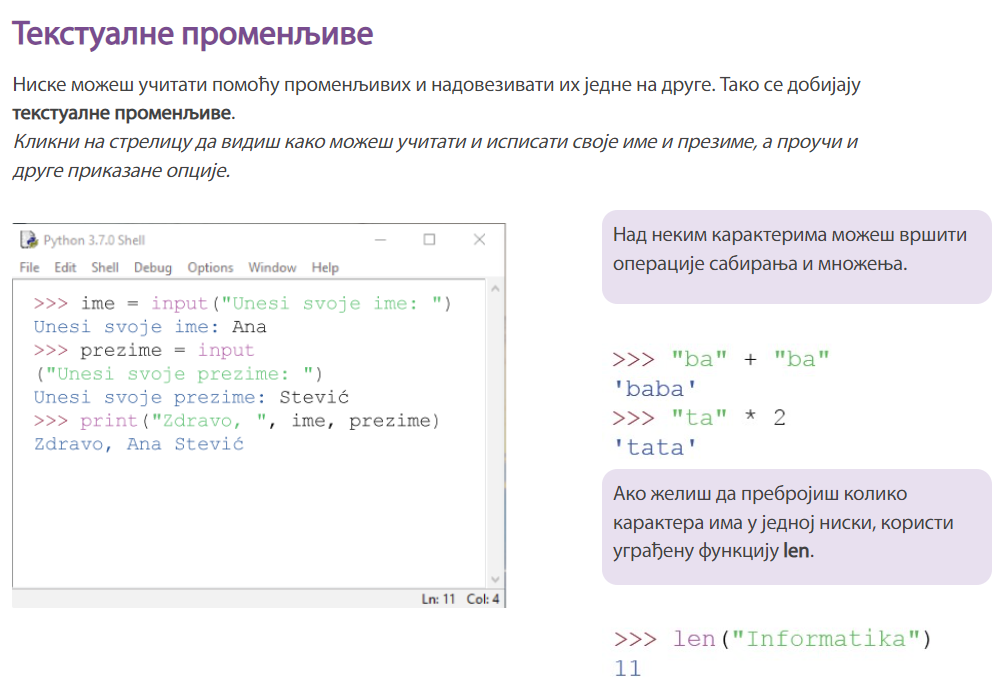 Текстуалне променљиве
Ниске можеш учитати помоћу променљивих и надовезивати их једне на друге. Тако се добијају
текстуалне променљиве.
Кликни на стрелицу да видиш како можеш учитати и исписати своје име и презиме, а проучи и
друге приказане опције.
Python 3.7.0 Shell
File Edit Shell Debug Options Window Help
>>> ime = input("Unesi svoje ime: ")
Unesi svoje ime: Ana
>>> prezime = input
("Unesi svoje prezime: ")
Unesi svoje prezime: Stević
>>> print("Zdravo, ", ime, prezime)
Zdravo, Ana Stević
Ln: 11 Col: 4
Над неким карактерима можеш вршити
операције сабирања и множења.
>>> "ba" + "ba"
'baba'
>>> "ta" * 2
'tata'
Ако желиш да пребројиш колико
карактера има у једној ниски, користи
уграђену функцију len.
>>> len("Informatika")
11